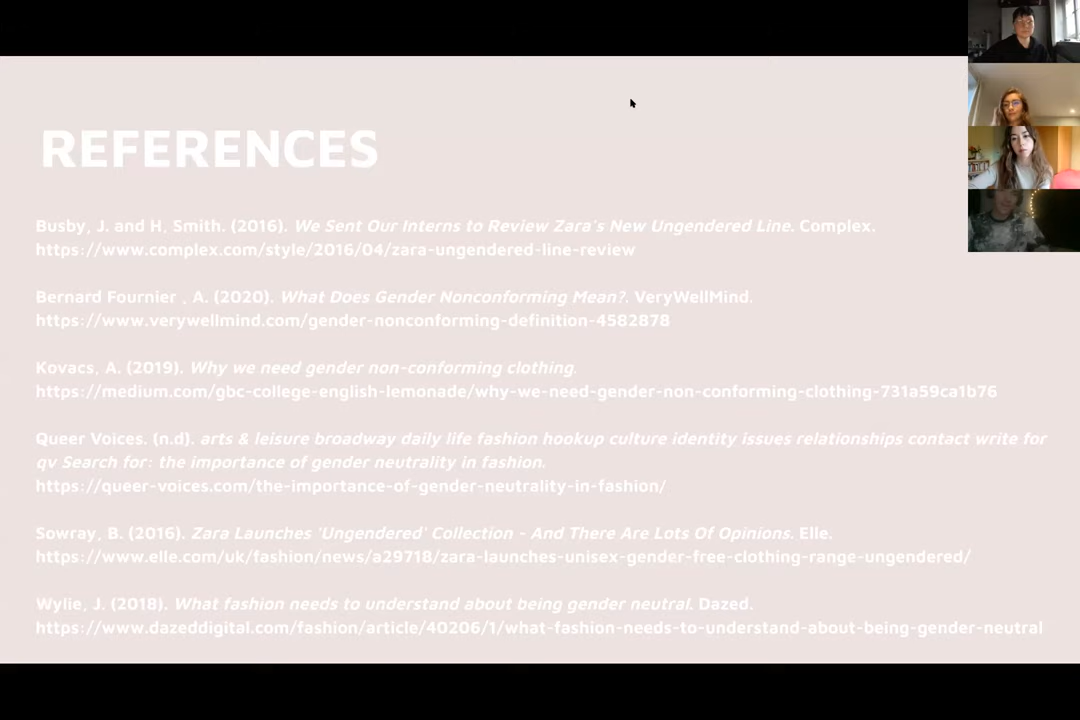 REFERENCES
Busby, J. and H, Smith. (2016). We Sent Our Interns to Review Zara's New Ungendered Line. Complex.
https://www.complex.com/style/2016/04/zara-ungendered-line-review
Bernard Fournier , A. (2020). What Does Gender Nonconforming Mean?. VeryWellMind.
https://www.verywellmind.com/gender-nonconforming-definition-4582878
Kovacs, A. (2019). Why we need gender non-conforming clothing.
https://medium.com/gbc-college-english-lemonade/why-we-need-gender-non-conforming-clothing-731a59ca1b76
Queer Voices. (n.d). arts & leisure broadway daily life fashion hookup culture identity issues relationships contact write for
qv Search for: the importance of gender neutrality in fashion.
https://queer-voices.com/the-importance-of-gender-neutrality-in-fashion/
Sowray, B. (2016). Zara Launches 'Ungendered' Collection - And There Are Lots Of Opinions. Elle.
https://www.elle.com/uk/fashion/news/a29718/zara-launches-unisex-gender-free-clothing-range-ungendered/
Wylie, J. (2018). What fashion needs to understand about being gender neutral. Dazed.
https://www.dazeddigital.com/fashion/article/40206/1/what-fashion-needs-to-understand-about-being-gender-neutral